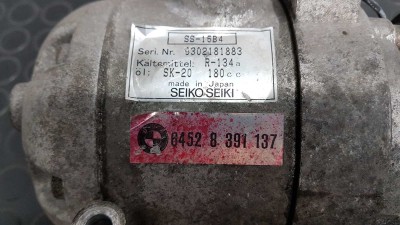 SS-15B4
Seri. Nr. 9302181883
Kaltemittel: R-134a
öl: SK-20 180cc
made in Japan
SEIKO-SEIKI
6452 8 391 137